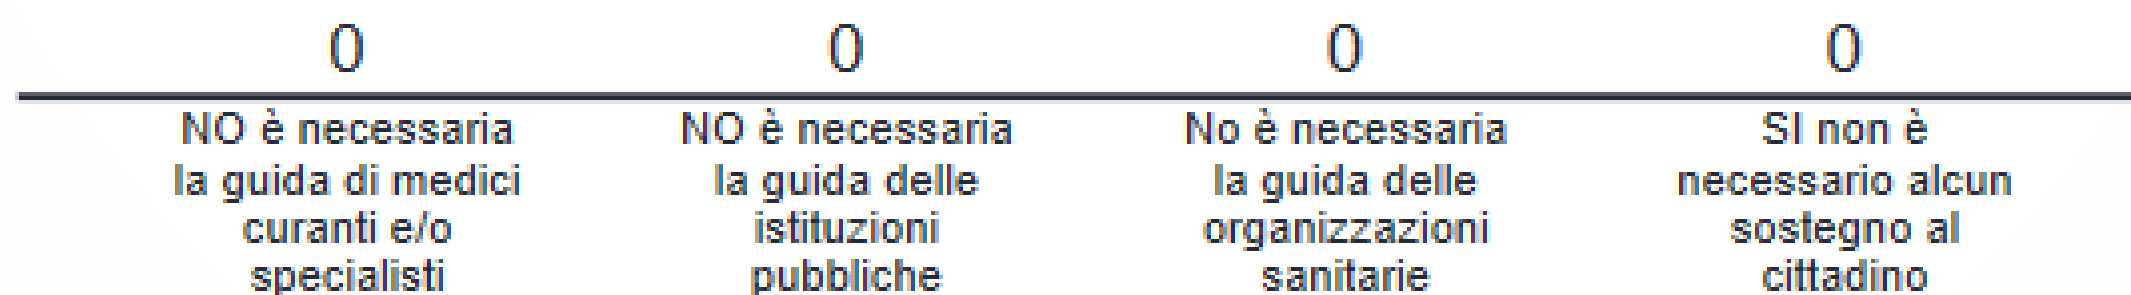 0 0 0 0
NO è necessaria
la guida di medici
curanti e/o
specialisti
NO è necessaria
la guida delle
istituzioni
pubbliche
No è necessaria
la guida delle
organizzazioni
sanitarie
SI non è
necessario alcun
sostegno al
cittadino